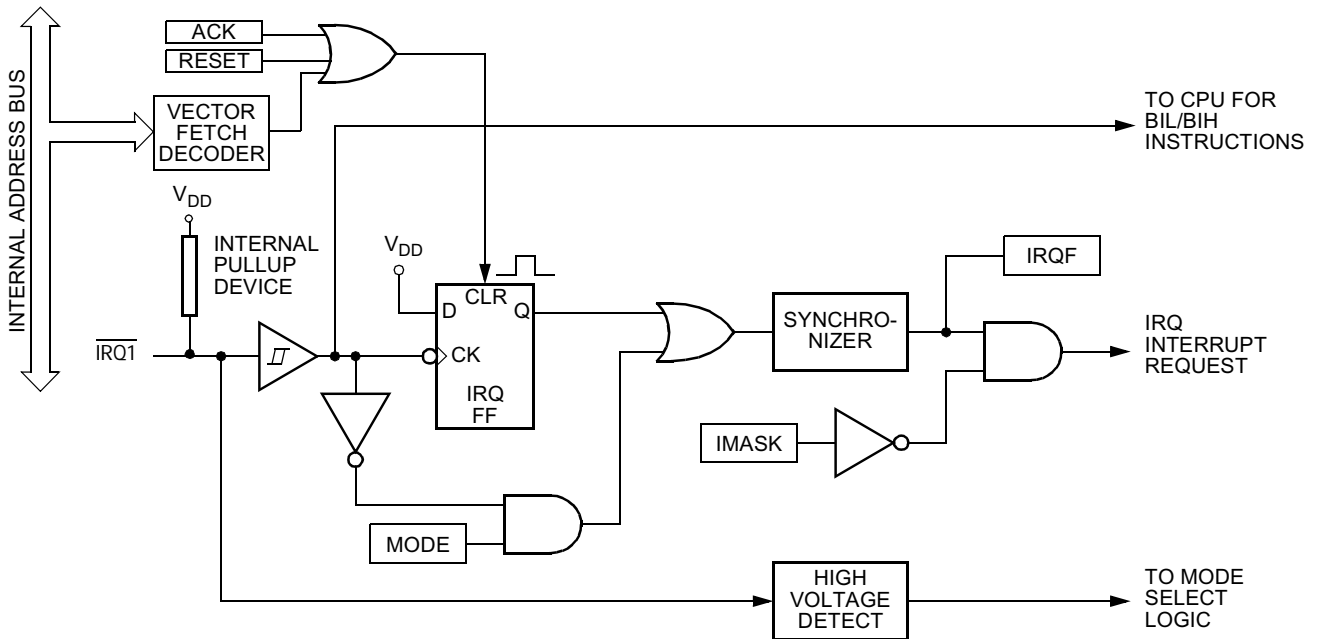 INTERNAL ADDRESS BUS
ACK
RESET
VECTOR
FETCH
DECODER
TO CPU FOR
BIL/BIH
INSTRUCTIONS
VDD
INTERNAL
PULLUP
DEVICE
VDD
CLR
D
Q
CK
IRQ
FF
IRQ1
SYNCHRO-
NIZER
IRQF
IRQ
INTERRUPT
REQUEST
IMASK
MODE
HIGH
VOLTAGE
DETECT
TO MODE
SELECT
LOGIC